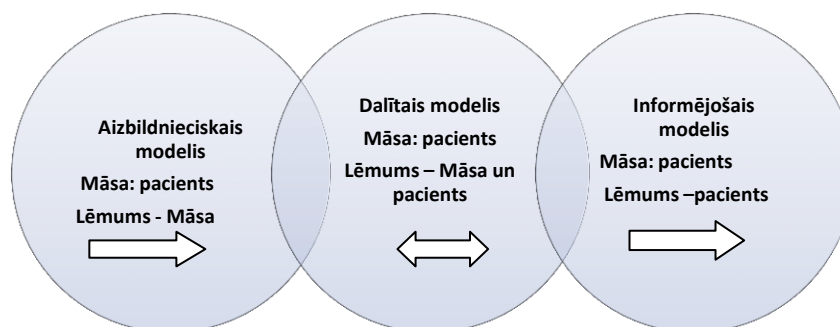 Aizbildnieciskais
modelis
Māsa: pacients
Lēmums - Māsa
Dalītais modelis
Māsa: pacients
Lēmums – Māsa un
pacients
Informējošais
modelis
Māsa: pacients
Lēmums –pacients